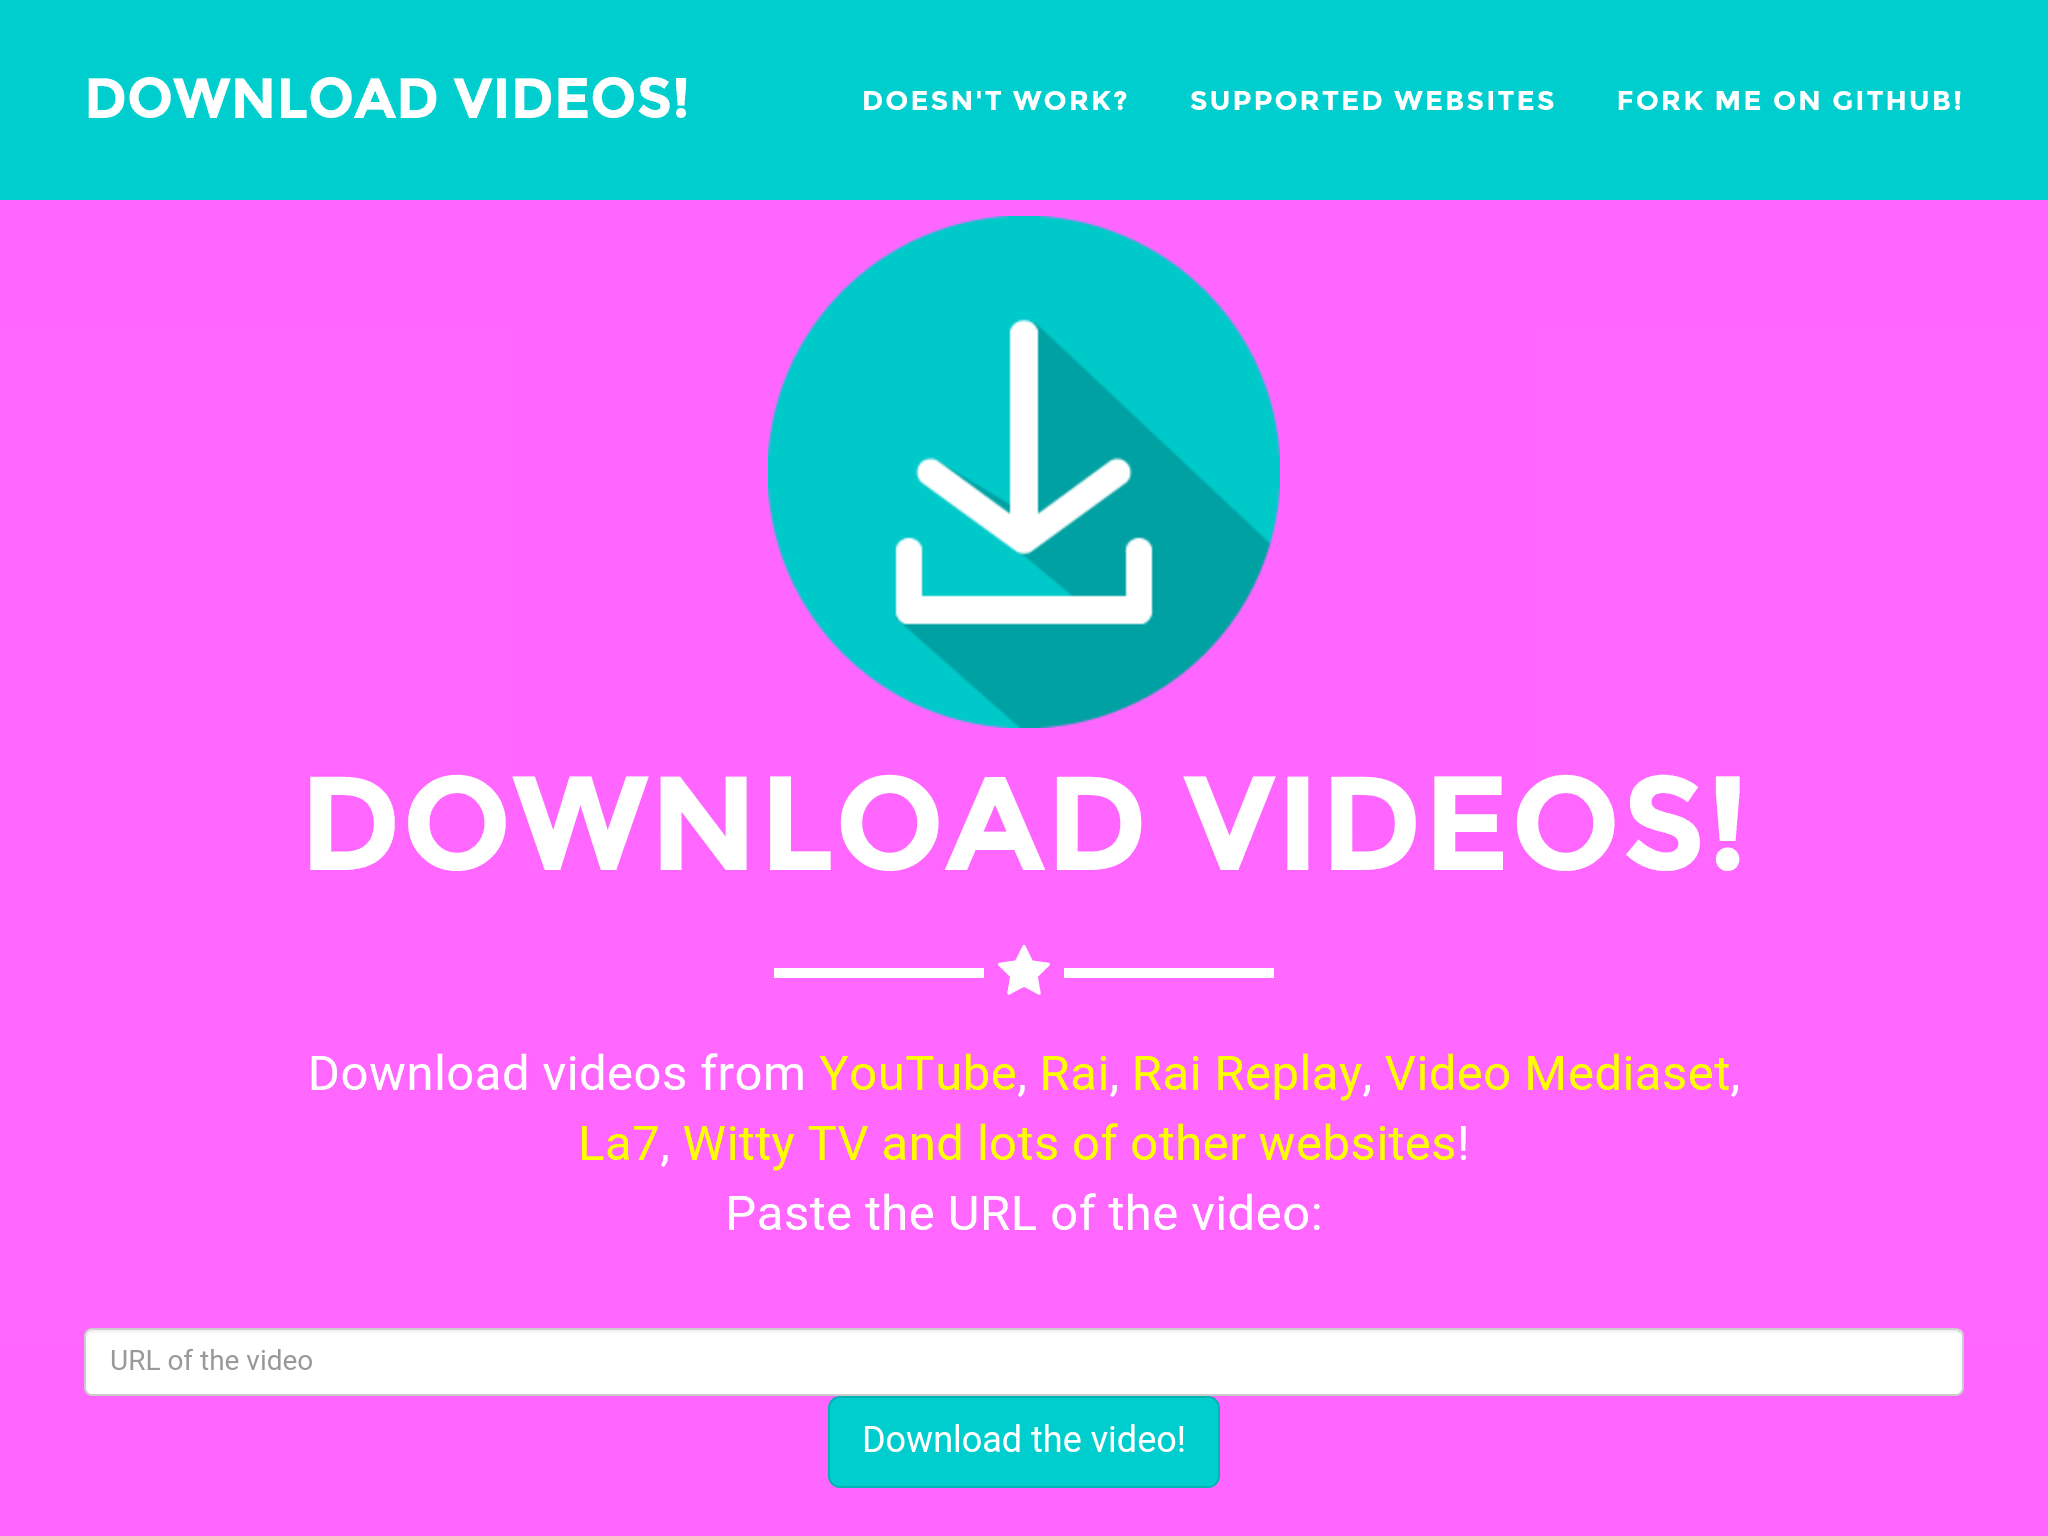 DOWNLOAD VIDEOS!
DOESN'T WORK?
SUPPORTED WEBSITES
FORK ME ON GITHUB!
DOWNLOAD VIDEOS!
Download videos from YouTube, Rai, Rai Replay, Video Mediaset,
La7, Witty TV and lots of other websites!
Paste the URL of the video:
URL of the video
Download the video!